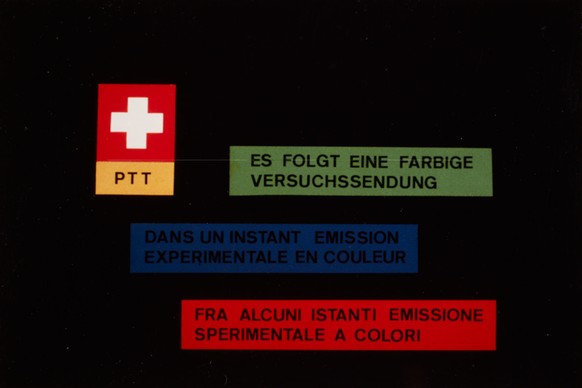 PTT
ES FOLGT EINE FARBIGE
VERSUCHSSENDUNG
DANS UN INSTANT EMISSION
EXPERIMENTALE EN COULEUR
FRA ALCUNI ISTANTI EMISSIONE
SPERIMENTALE A COLORI